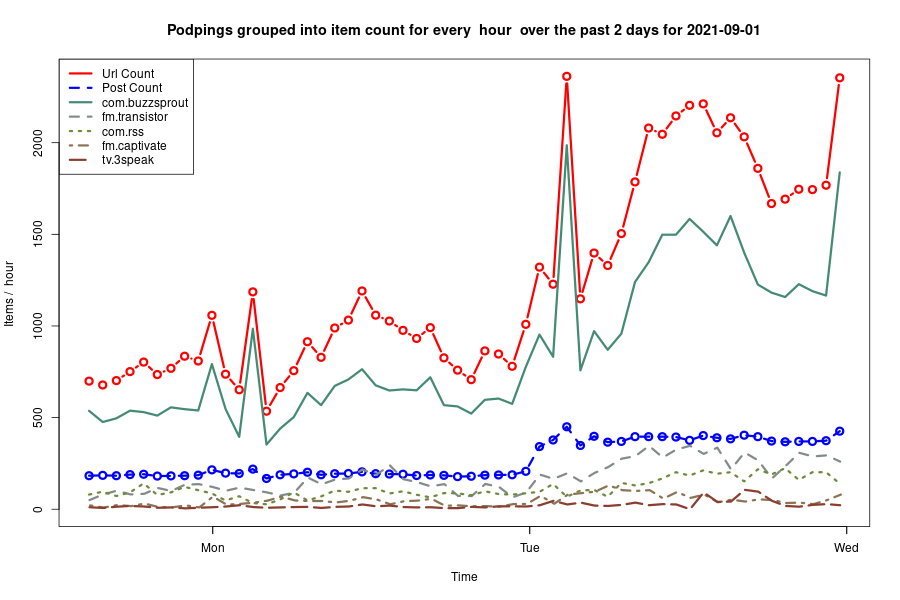 Podpings grouped into item count for every  hour  over the past 2 days for 2021-09-01
Url Count
Post Count
com.buzzsprout
fm.transistor
com.rss
fm.captivate
tv.3speak
Items /  hour
2000
1500
1000
500
0
Mon
Tue
Wed
Time